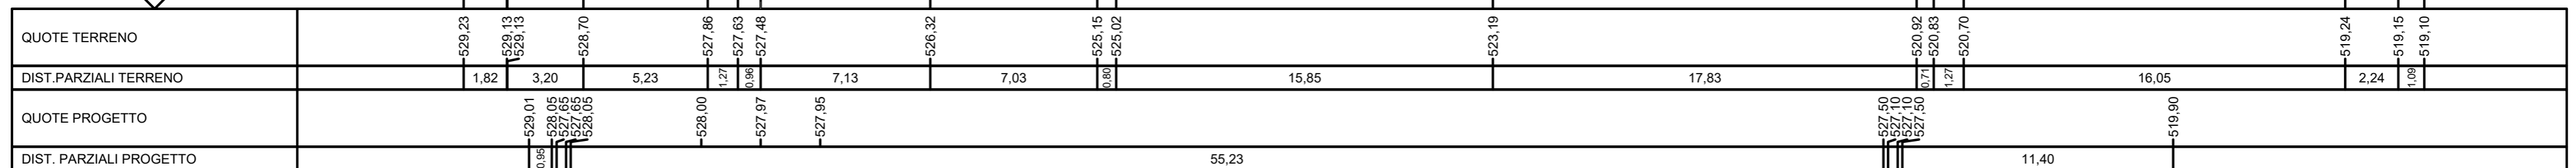 QUOTE TERRENO 529,23 529,13 529,13 528,70 527,86 527,63 527,48 526,32 525,15 525,02 523,19 520,92 520,83 520,70 519,24 519,15 519,10
DIST.PARZIALI TERRENO 1,82 3,20 5,23 1,27 0,96 7,13 7,03 0,80 15,85 17,83 0,71 1,27 16,05 2,24 1,09
QUOTE PROGETTO 529,01 528,05 527,65 527,65 528,05 528,00 527,97 527,95 527,50 527,10 527,10 527,50 519,90
DIST. PARZIALI PROGETTO 0,95 55,23 11,40